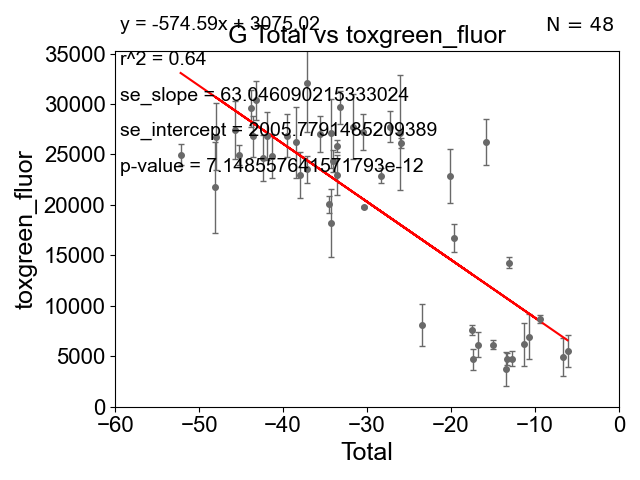 y = -574.59x + 3075.02
N = 48
G Total vs toxgreen_fluor
r^2 = 0.64
se_slope = 63.046090215333024
se_intercept = 2005.7791485209389
p-value = 7.148557641571793e-12
35000
30000
25000
20000
15000
10000
5000
0
toxgreen_fluor
−60
−50
−40
−30
−20
−10
0
Total